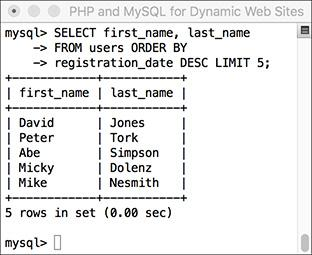 PHP and MySQL for Dynamic Web Sites
mysql> SELECT first_name, last_name
    -> FROM users ORDER BY
    -> registration_date DESC LIMIT 5;
+------------+-----------+
| first_name | last_name |
+------------+-----------+
| David      | Jones     |
| Peter      | Tork      |
| Abe        | Simpson   |
| Micky      | Dolenz    |
| Mike       | Nesmith   |
+------------+-----------+
5 rows in set (0.00 sec)
mysql>